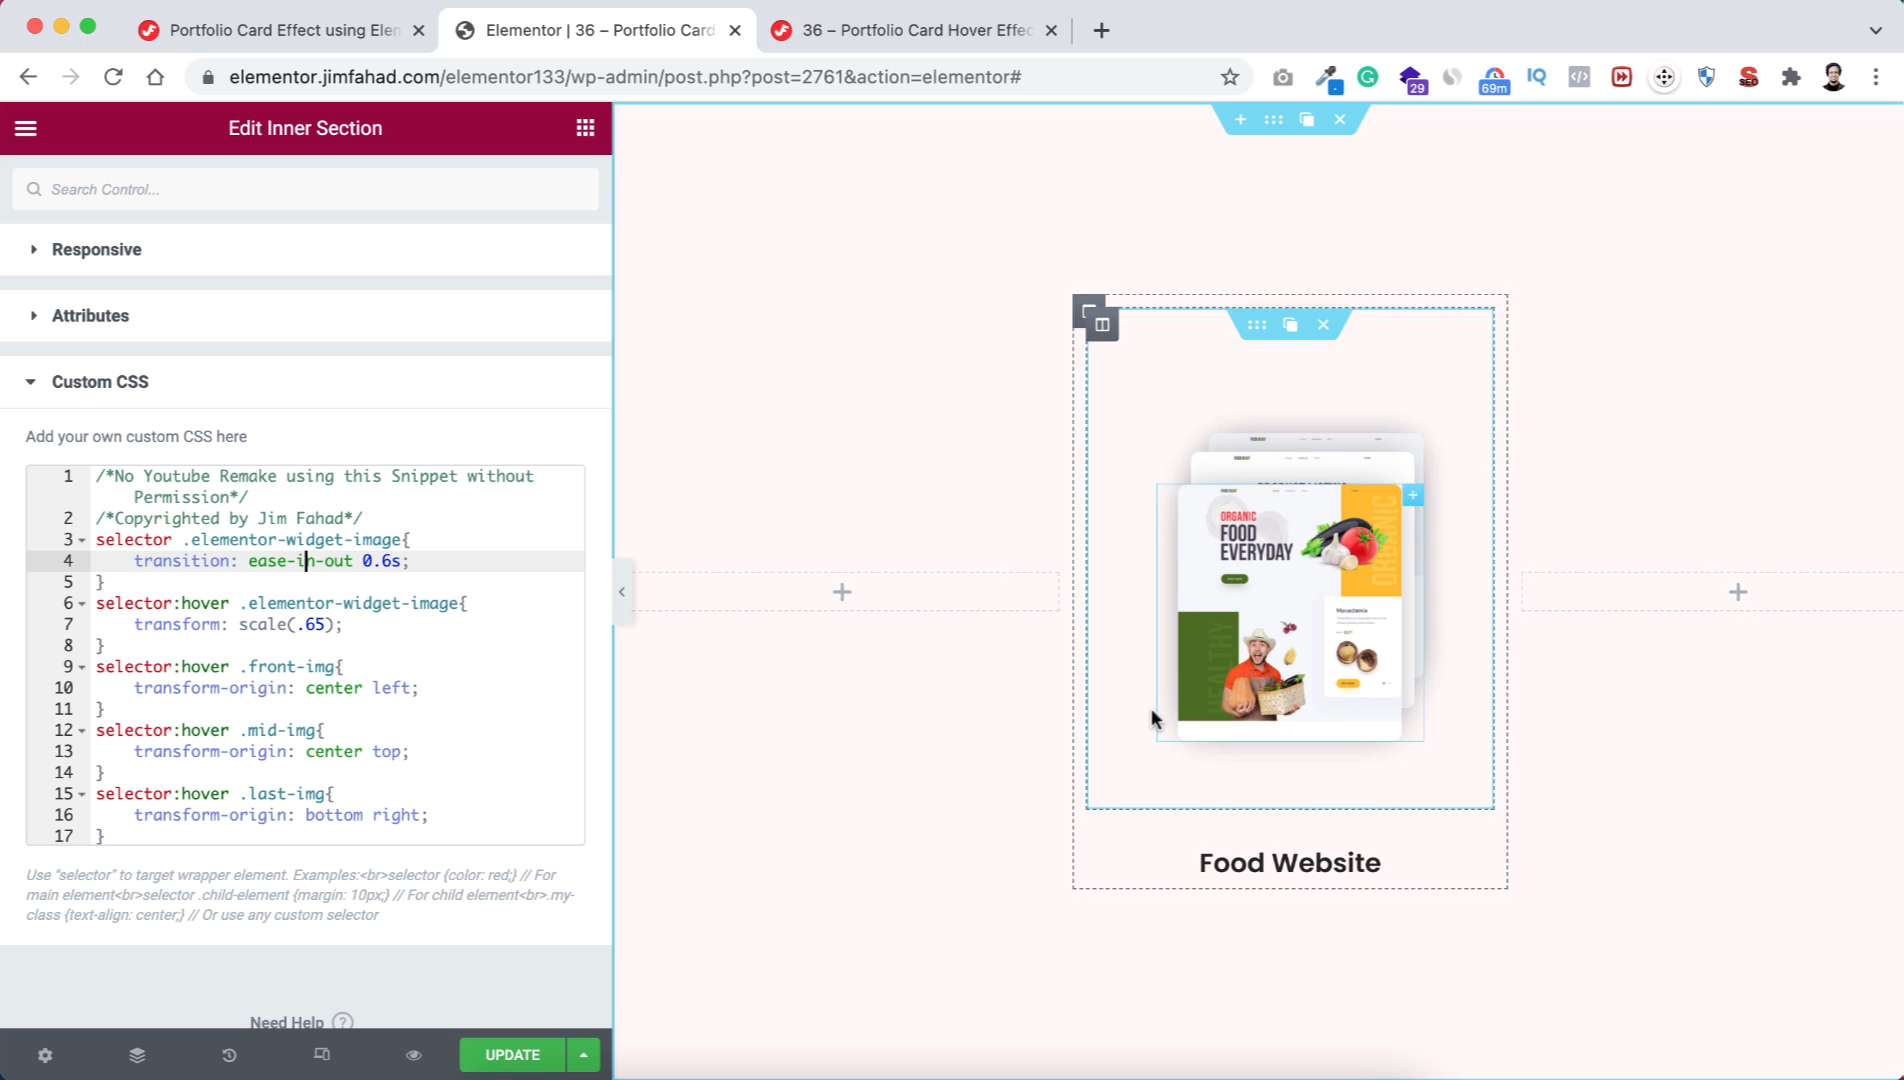 Portfolio Card Effect using Elen
Elementor | 36 – Portfolio Card
36 – Portfolio Card Hover Effec
elementor.jimfahad.com/elementor133/wp-admin/post.php?post=2761&action=elementor#
29
69m
IQ
SEO
Edit Inner Section
Search Control...
Responsive
Attributes
Custom CSS
Add your own custom CSS here
1 /*No Youtube Remake using this Snippet without
Permission*/
2 /*Copyrighted by Jim Fahad*/
3 selector .elementor-widget-image{
4 transition: ease-in-out 0.6s;
5 }
6 selector:hover .elementor-widget-image{
7 transform: scale(.65);
8 }
9 selector:hover .front-img{
10 transform-origin: center left;
11 }
12 selector:hover .mid-img{
13 transform-origin: center top;
14 }
15 selector:hover .last-img{
16 transform-origin: bottom right;
17 }
Use "selector" to target wrapper element. Examples:<br>selector {color: red;} // For
main element<br>selector .child-element {margin: 10px;} // For child element<br>.my-
class {text-align: center;} // Or use any custom selector
Need Help ?
UPDATE
ORGANIC
FOOD
EVERYDAY
ORGANIC
HEALTHY
Macadamia
Food Website